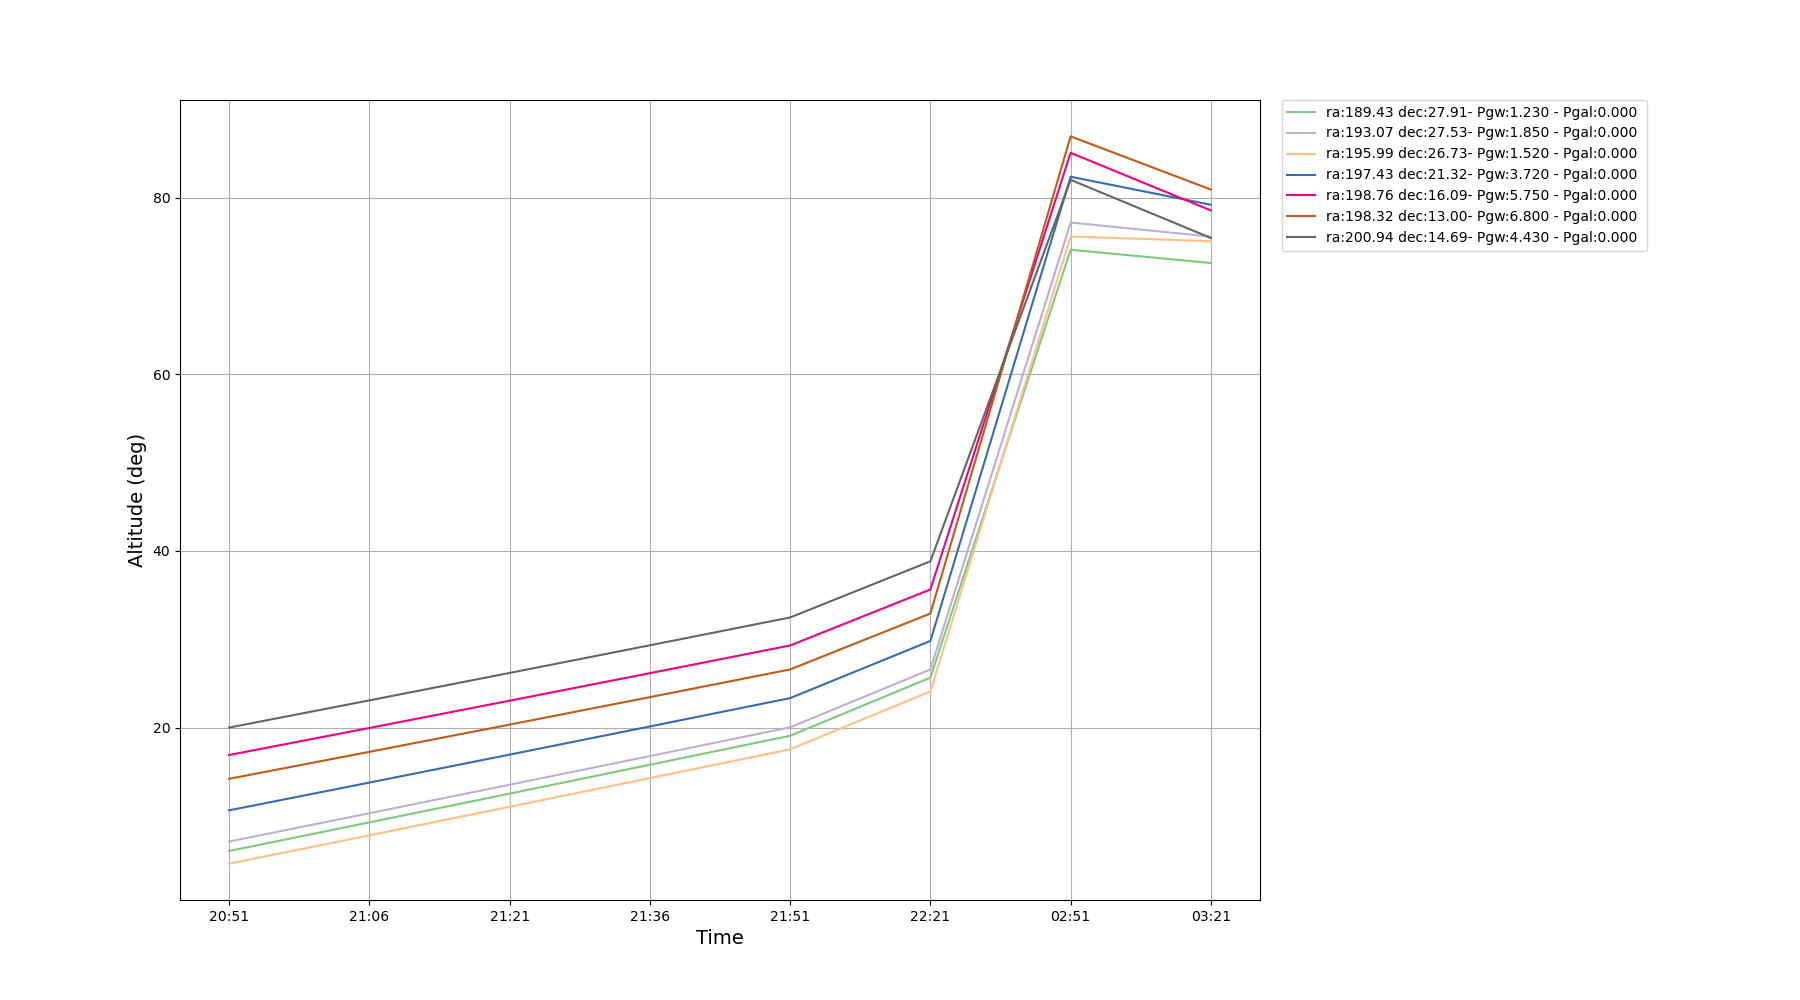 ra:189.43 dec:27.91- Pgw:1.230 - Pgal:0.000
ra:193.07 dec:27.53- Pgw:1.850 - Pgal:0.000
ra:195.99 dec:26.73- Pgw:1.520 - Pgal:0.000
ra:197.43 dec:21.32- Pgw:3.720 - Pgal:0.000
ra:198.76 dec:16.09- Pgw:5.750 - Pgal:0.000
ra:198.32 dec:13.00- Pgw:6.800 - Pgal:0.000
ra:200.94 dec:14.69- Pgw:4.430 - Pgal:0.000
80
60
40
20
Altitude (deg)
20:51 21:06 21:21 21:36 21:51 22:21 02:51 03:21
Time